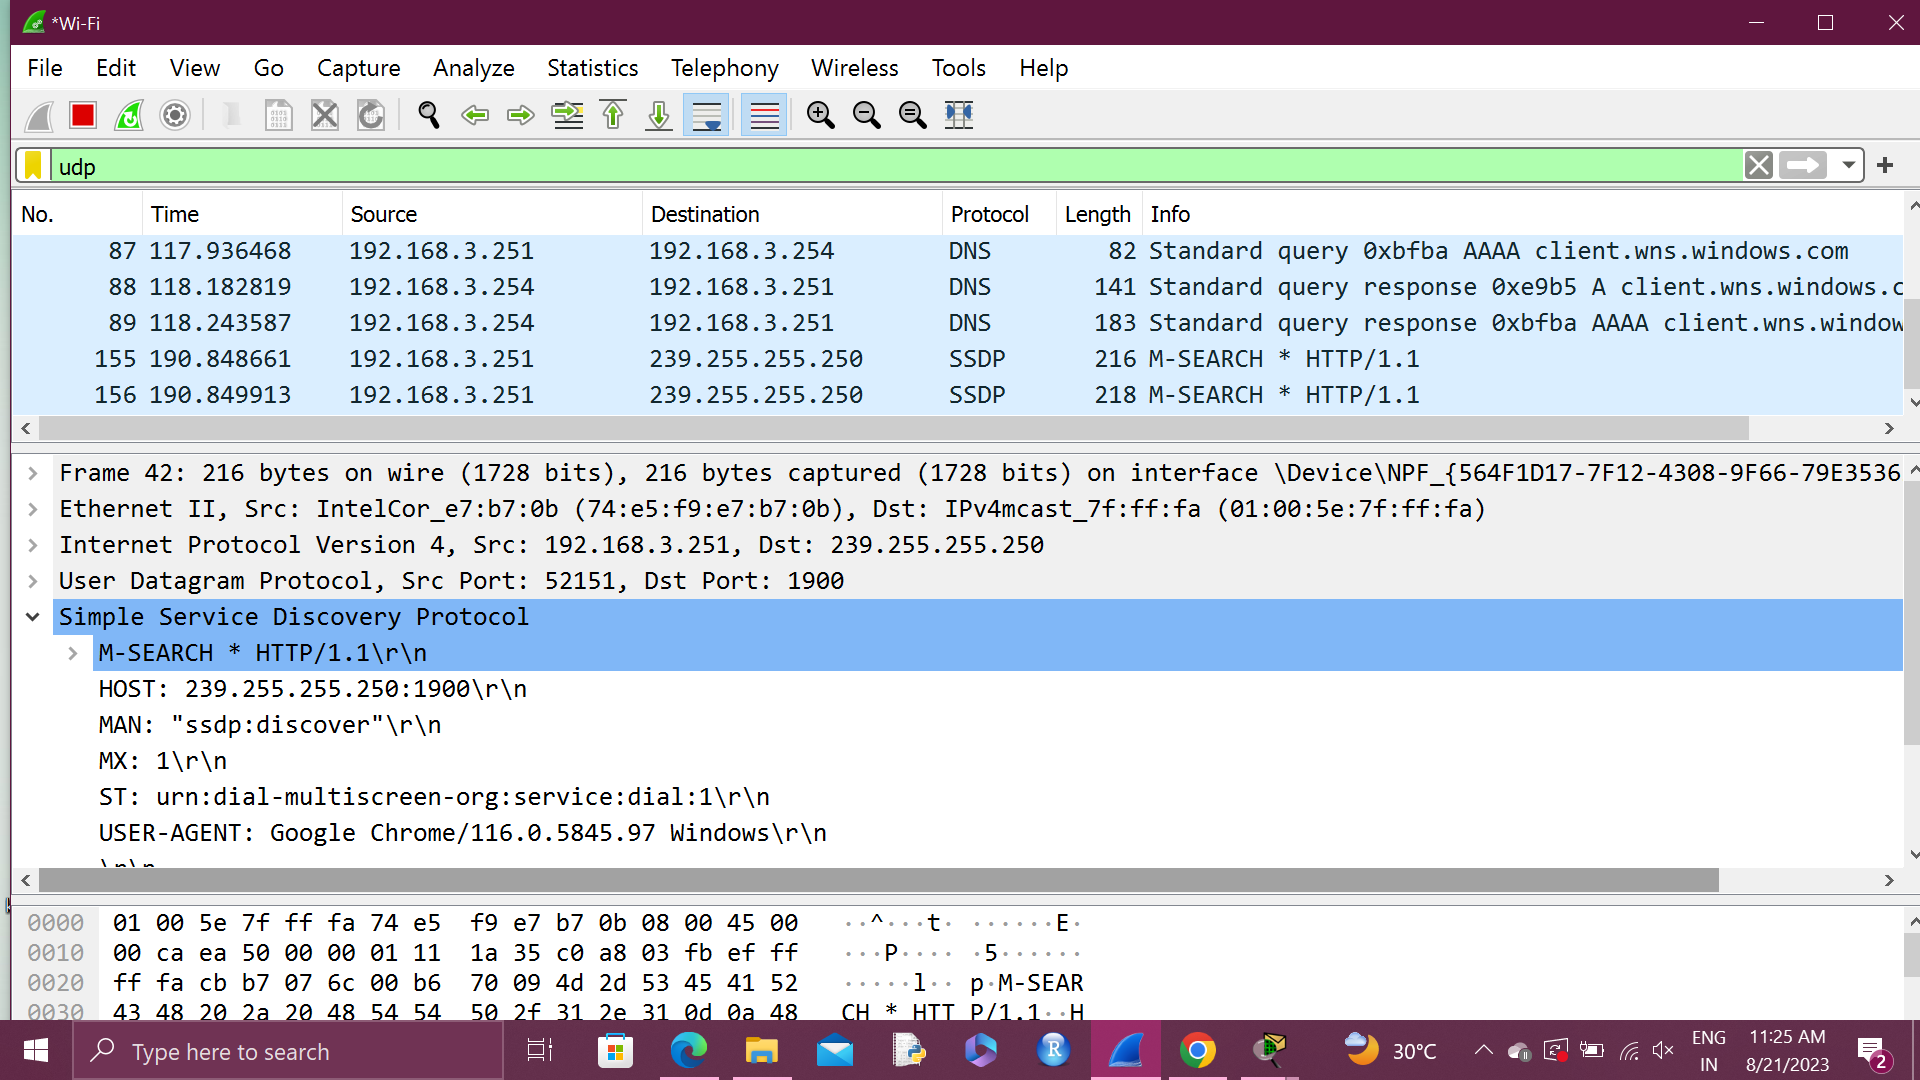 *Wi-Fi
File Edit View Go Capture Analyze Statistics Telephony Wireless Tools Help
udp
No. Time Source Destination Protocol Length Info
87 117.936468 192.168.3.251 192.168.3.254 DNS 82 Standard query 0xbfba AAAA client.wns.windows.com
88 118.182819 192.168.3.254 192.168.3.251 DNS 141 Standard query response 0xe9b5 A client.wns.windows.c
89 118.243587 192.168.3.254 192.168.3.251 DNS 183 Standard query response 0xbfba AAAA client.wns.window
155 190.848661 192.168.3.251 239.255.255.250 SSDP 216 M-SEARCH * HTTP/1.1
156 190.849913 192.168.3.251 239.255.255.250 SSDP 218 M-SEARCH * HTTP/1.1
Frame 42: 216 bytes on wire (1728 bits), 216 bytes captured (1728 bits) on interface \Device\NPF_{564F1D17-7F12-4308-9F66-79E3536
Ethernet II, Src: IntelCor_e7:b7:0b (74:e5:f9:e7:b7:0b), Dst: IPv4mcast_7f:ff:fa (01:00:5e:7f:ff:fa)
Internet Protocol Version 4, Src: 192.168.3.251, Dst: 239.255.255.250
User Datagram Protocol, Src Port: 52151, Dst Port: 1900
Simple Service Discovery Protocol
M-SEARCH * HTTP/1.1\r\n
HOST: 239.255.255.250:1900\r\n
MAN: "ssdp:discover"\r\n
MX: 1\r\n
ST: urn:dial-multiscreen-org:service:dial:1\r\n
USER-AGENT: Google Chrome/116.0.5845.97 Windows\r\n
\r\n
0000 01 00 5e 7f ff fa 74 e5 f9 e7 b7 0b 08 00 45 00 ··^···t· ······E·
0010 00 ca ea 50 00 00 01 11 1a 35 c0 a8 03 fb ef ff ···P···· ·5······
0020 ff fa cb b7 07 6c 00 b6 70 09 4d 2d 53 45 41 52 ·····l·· p·M-SEAR
0030 43 48 20 2a 20 48 54 54 50 2f 31 2e 31 0d 0a 48 CH * HTT P/1.1··H
Type here to search
R
30°C
ENG
IN
11:25 AM
8/21/2023
2